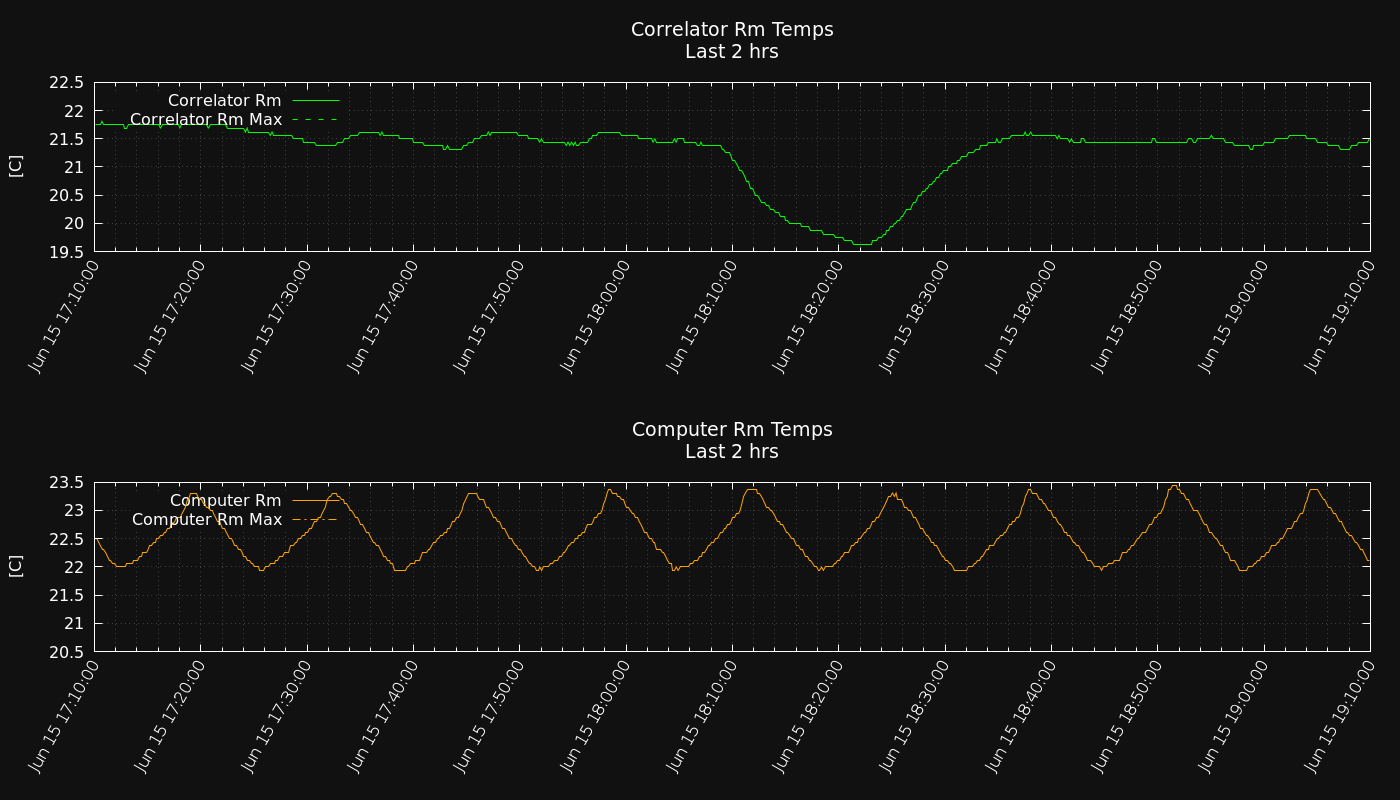 Correlator Rm Temps
Last 2 hrs
22.5
22
21.5
21
20.5
20
19.5
[C]
Correlator Rm
Correlator Rm Max
Jun 15 17:10:00
Jun 15 17:20:00
Jun 15 17:30:00
Jun 15 17:40:00
Jun 15 17:50:00
Jun 15 18:00:00
Jun 15 18:10:00
Jun 15 18:20:00
Jun 15 18:30:00
Jun 15 18:40:00
Jun 15 18:50:00
Jun 15 19:00:00
Jun 15 19:10:00
Computer Rm Temps
Last 2 hrs
23.5
23
22.5
22
21.5
21
20.5
[C]
Computer Rm
Computer Rm Max
Jun 15 17:10:00
Jun 15 17:20:00
Jun 15 17:30:00
Jun 15 17:40:00
Jun 15 17:50:00
Jun 15 18:00:00
Jun 15 18:10:00
Jun 15 18:20:00
Jun 15 18:30:00
Jun 15 18:40:00
Jun 15 18:50:00
Jun 15 19:00:00
Jun 15 19:10:00